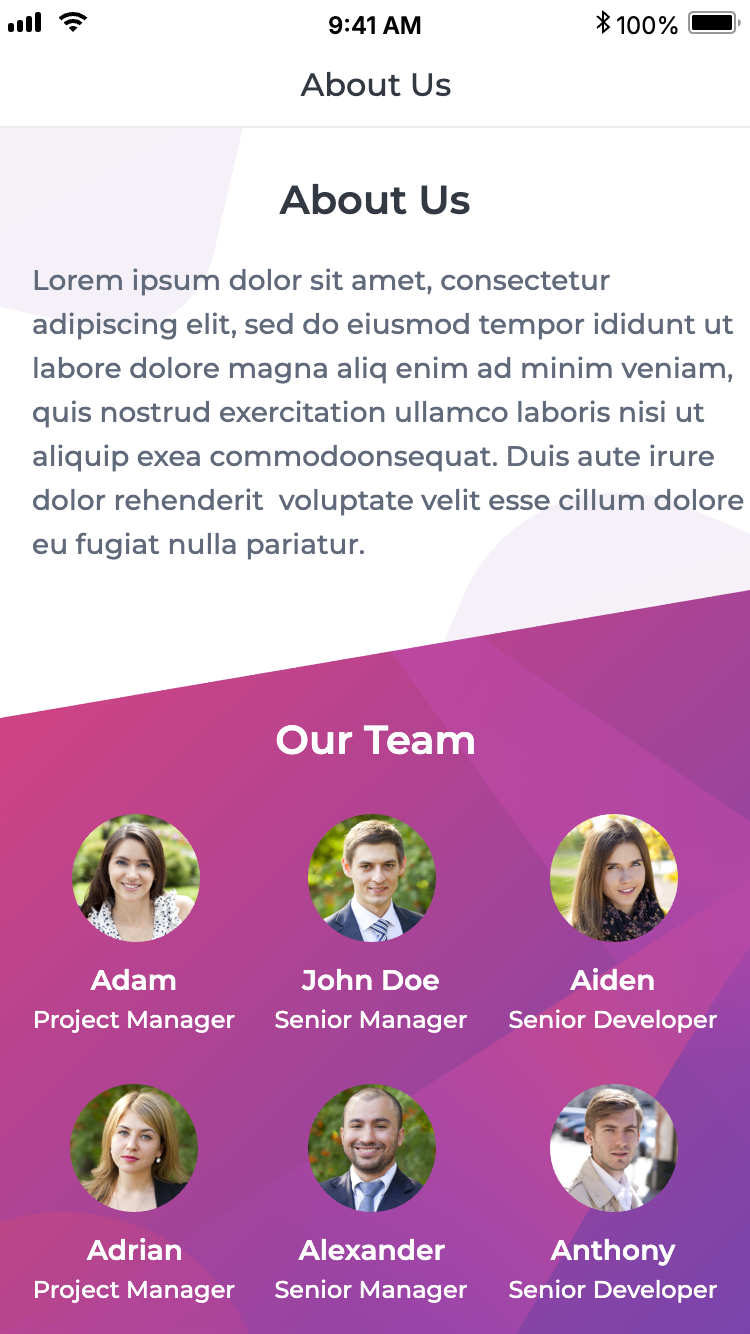 9:41 AM
100%
About Us
About Us
Lorem ipsum dolor sit amet, consectetur
adipiscing elit, sed do eiusmod tempor ididunt ut
labore dolore magna aliq enim ad minim veniam,
quis nostrud exercitation ullamco laboris nisi ut
aliquip exea commodoonsequat. Duis aute irure
dolor rehenderit  voluptate velit esse cillum dolore
eu fugiat nulla pariatur.
Our Team
Adam
John Doe
Aiden
Project Manager
Senior Manager
Senior Developer
Adrian
Alexander
Anthony
Project Manager
Senior Manager
Senior Developer